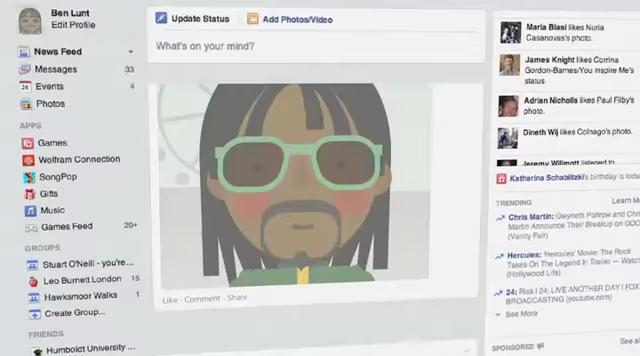 Ben Lunt
Edit Profile
News Feed
Messages 33
Events 4
Photos
APPS
Games
Wolfram Connection
SongPop
Gifts
Music
Games Feed 20+
GROUPS
Stuart O'Neill - you're...
Leo Burnett London 15
Hawksmoor Walks 1
Create Group...
FRIENDS
Humboldt University ...
Update Status Add Photos/Video
What's on your mind?
Like · Comment · Share
Maria Blasi likes Nuria
Casanovas's photo.
James Knight likes Corrina
Gordon-Barnes/You Inspire Me's
status.
Adrian Nicholls likes Paul Filby's
photo.
Dineth Wij likes Colnago's photo.
Jeremy Willmott listened to
Katharina Schablitzki's birthday is toda
TRENDING Learn Mo
Chris Martin: Gwyneth Paltrow and Chris
Martin Announce Their Breakup on GOO
(Vanity Fair)
Hercules: 'Hercules' Movie: The Rock
Takes On The Legend In Trailer — Watch
(Hollywood Life)
24: Risk I 24: LIVE ANOTHER DAY I FOX
BROADCASTING (youtube.com)
See More
SPONSORED See al